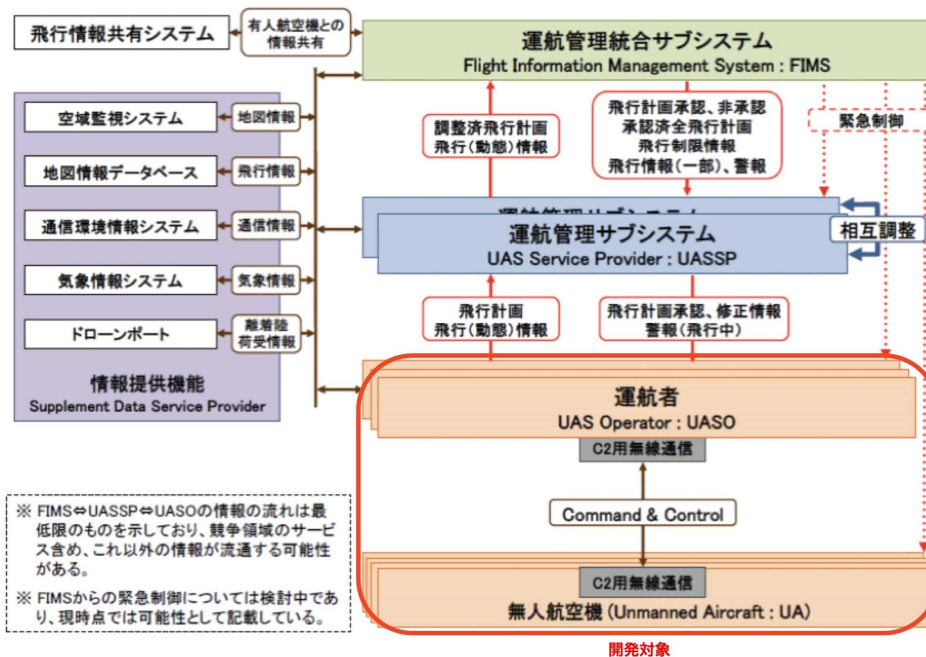 飛行情報共有システム
有人航空機との
情報共有
運航管理統合サブシステム
Flight Information Management System : FIMS
空域監視システム
地図情報
地図情報データベース
飛行情報
通信環境情報システム
通信情報
気象情報システム
気象情報
ドローンポート
離着陸
荷受情報
情報提供機能
Supplement Data Service Provider
調整済飛行計画
飛行(動態)情報
飛行計画承認、非承認
承認済全飛行計画
飛行制限情報
飛行情報(一部)、警報
緊急制御
運航管理サブシステム
運航管理サブシステム
UAS Service Provider : UASSP
相互調整
飛行計画
飛行(動態)情報
飛行計画承認、修正情報
警報(飛行中)
運航者
UAS Operator : UASO
C2用無線通信
Command & Control
C2用無線通信
無人航空機 (Unmanned Aircraft : UA)
※ FIMS⇔UASSP⇔UASOの情報の流れは最
低限のものを示しており、競争領域のサービ
ス含め、これ以外の情報が流通する可能性
がある。
※ FIMSからの緊急制御については検討中であ
り、現時点では可能性として記載している。
開発対象